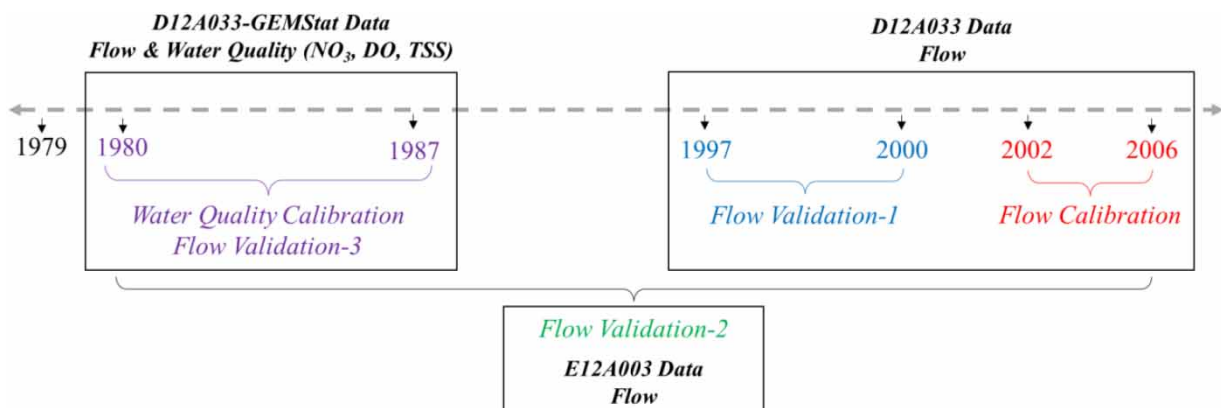 D12A033-GEMStat Data
Flow & Water Quality (NO₃, DO, TSS)
D12A033 Data
Flow
1979
1980
1987
1997
2000
2002
2006
Water Quality Calibration
Flow Validation-3
Flow Validation-1
Flow Calibration
Flow Validation-2
E12A003 Data
Flow